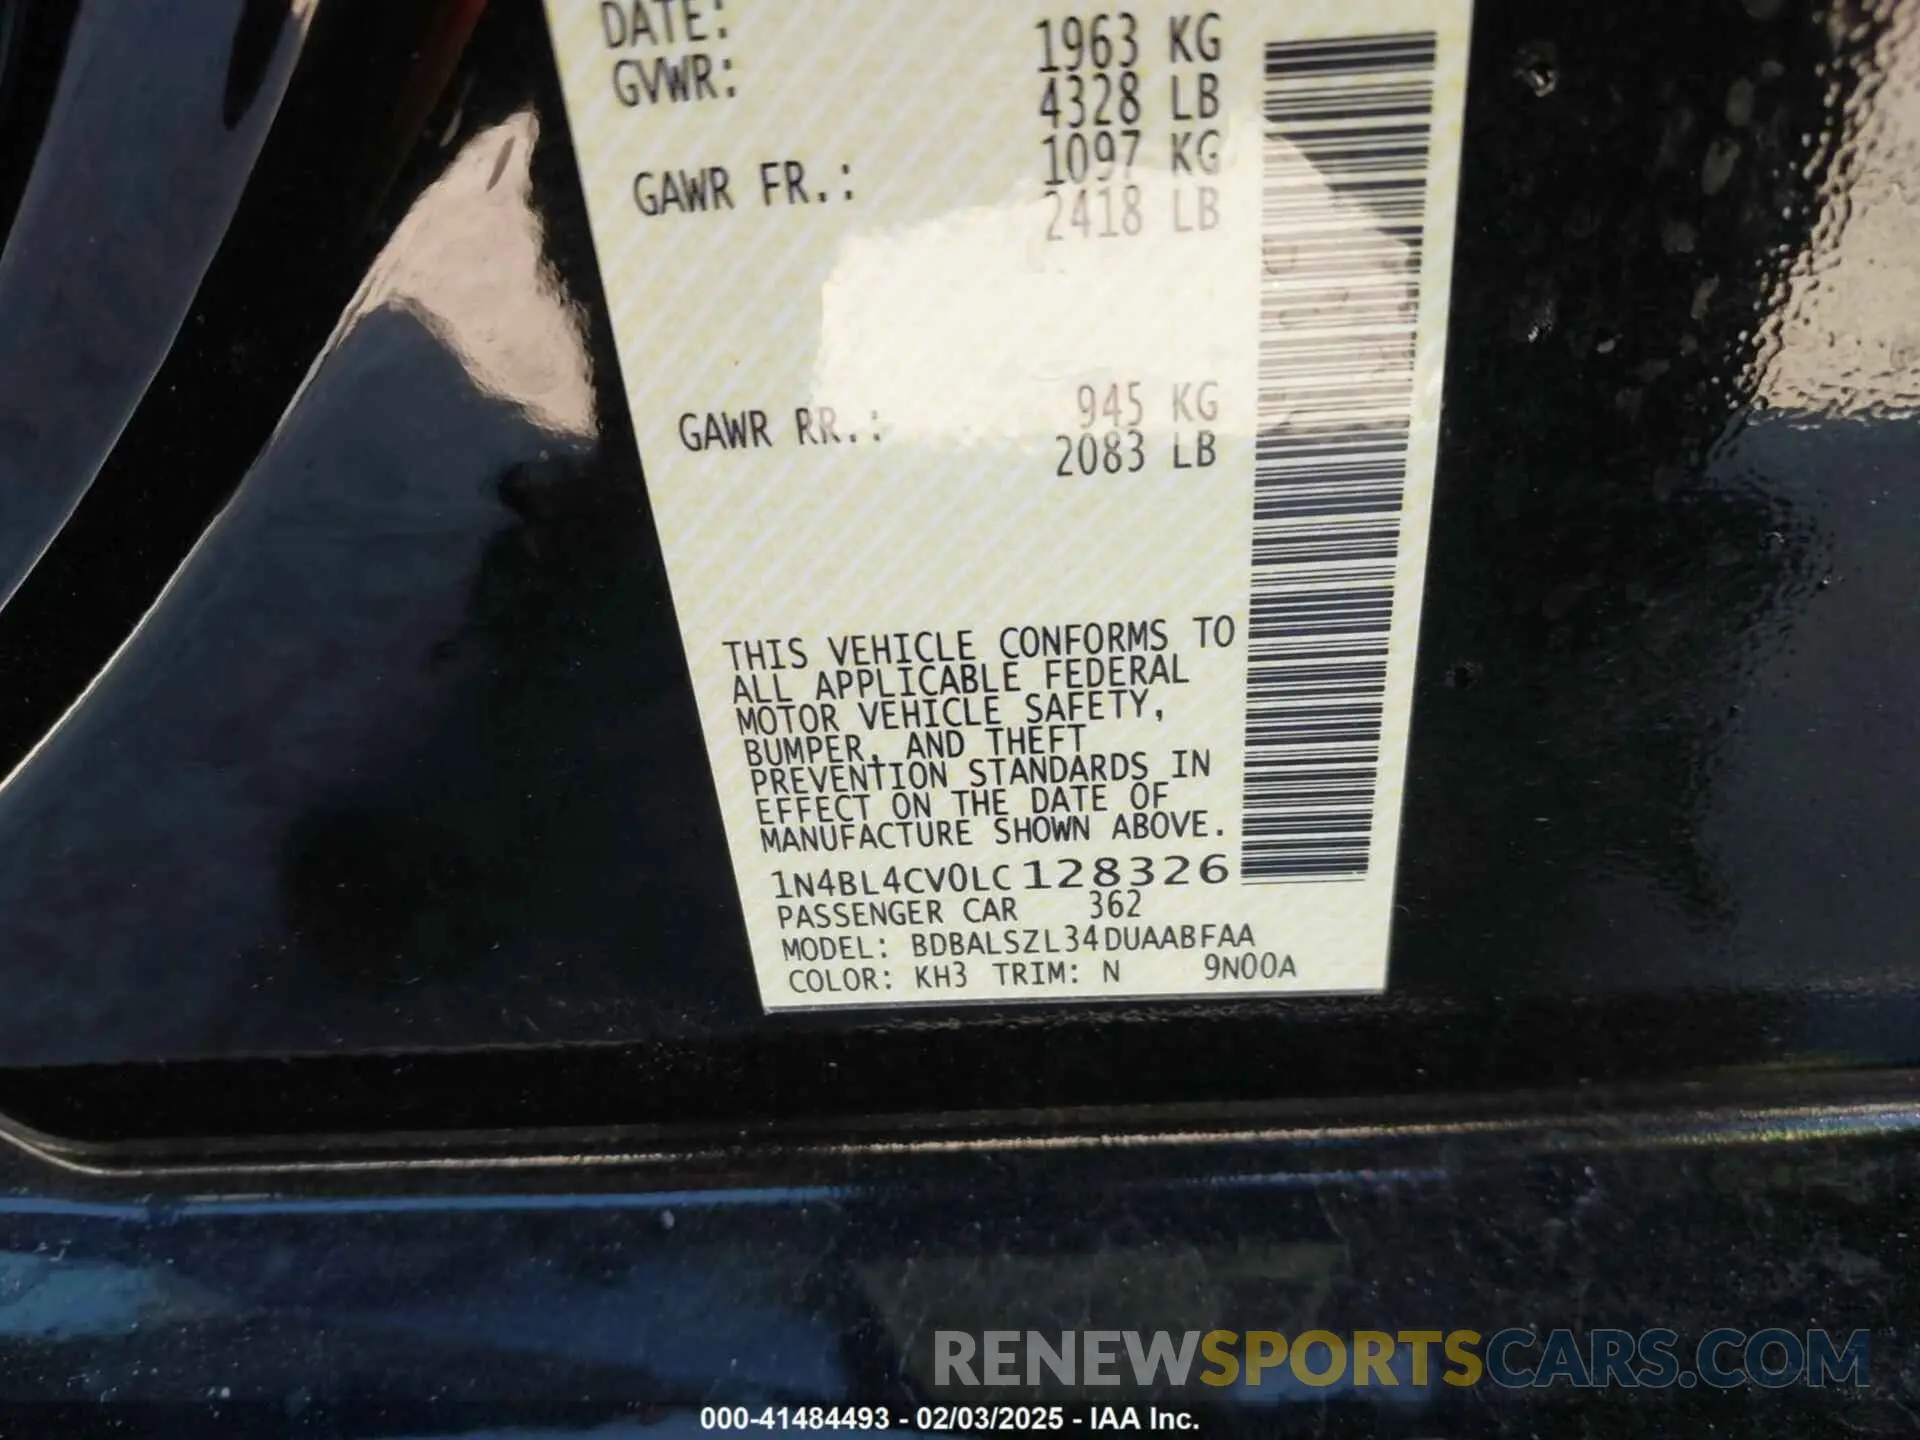 DATE:
GVWR: 1963 KG
4328 LB
GAWR FR.: 1097 KG
2418 LB
GAWR RR.: 945 KG
2083 LB
THIS VEHICLE CONFORMS TO
ALL APPLICABLE FEDERAL
MOTOR VEHICLE SAFETY,
BUMPER, AND THEFT
PREVENTION STANDARDS IN
EFFECT ON THE DATE OF
MANUFACTURE SHOWN ABOVE.
1N4BL4CV0LC128326
PASSENGER CAR 362
MODEL: BDBALSZL34DUAABFAA
COLOR: KH3 TRIM: N 9N00A
RENEWSPORTSCARS.COM
000-41484493 - 02/03/2025 - IAA Inc.